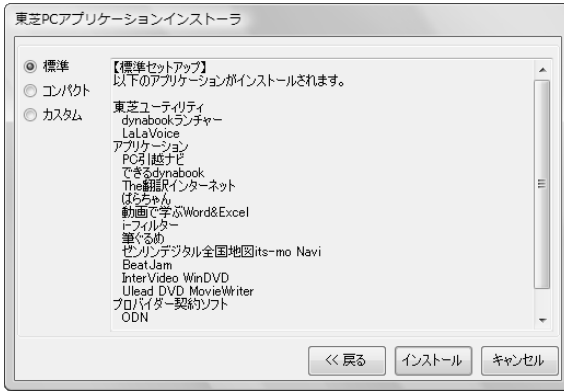 東芝PCアプリケーションインストーラ
標準
コンパクト
カスタム
【標準セットアップ】
以下のアプリケーションがインストールされます。
東芝ユーティリティ
dynabookランチャー
LaLaVoice
アプリケーション
PC引越ナビ
できるdynabook
The翻訳インターネット
ぱらちゃん
動画で学ぶWord&Excel
i-フィルター
筆ぐるめ
ゼンリンデジタル全国地図its-mo Navi
BeatJam
InterVideo WinDVD
Ulead DVD MovieWriter
プロバイダー契約ソフト
ODN
<< 戻る
インストール
キャンセル